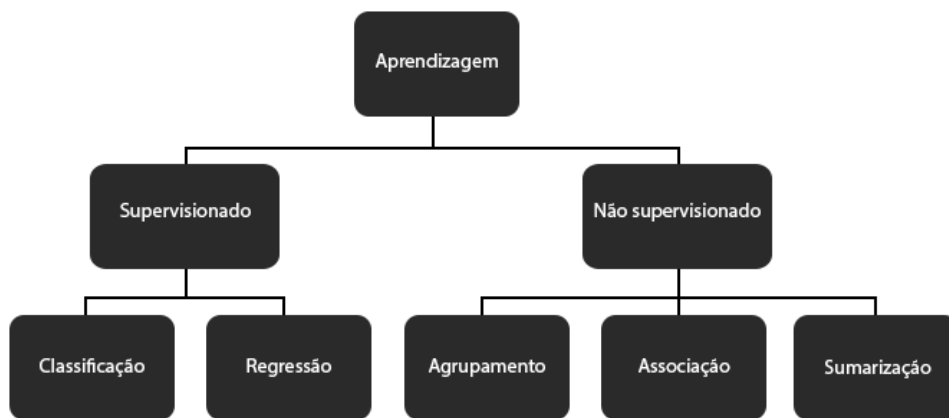 Aprendizagem
Supervisionado
Não supervisionado
Classificação
Regressão
Agrupamento
Associação
Sumarização